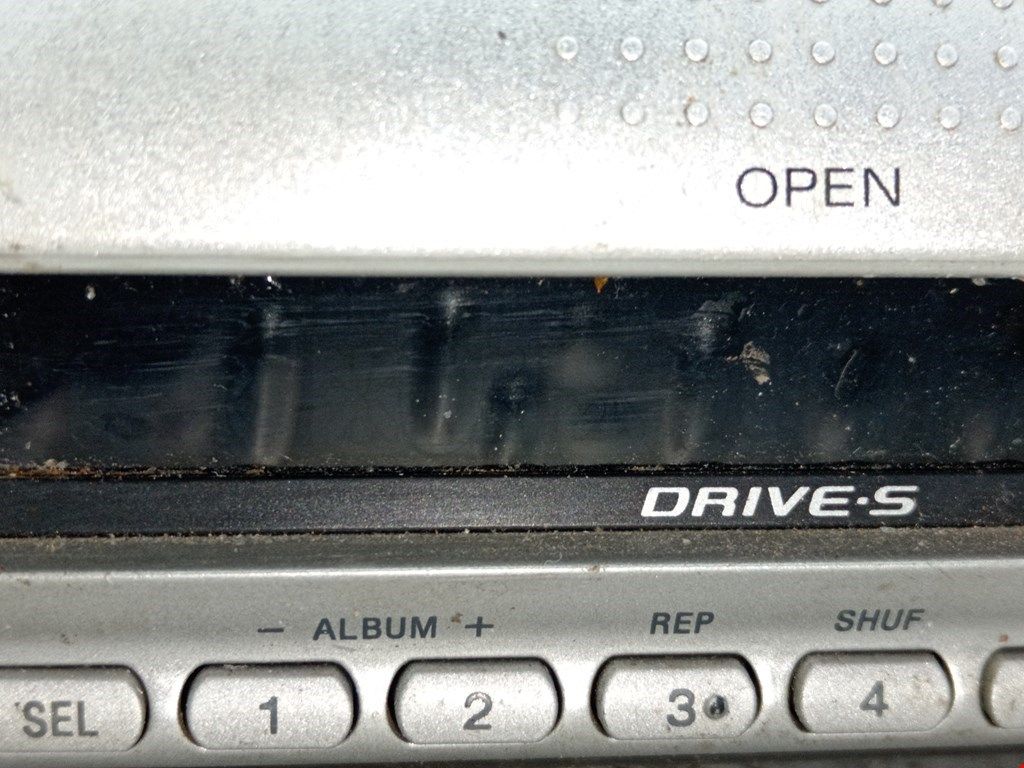 OPEN
DRIVE·S
- ALBUM + REP SHUF
SEL 1 2 3 4